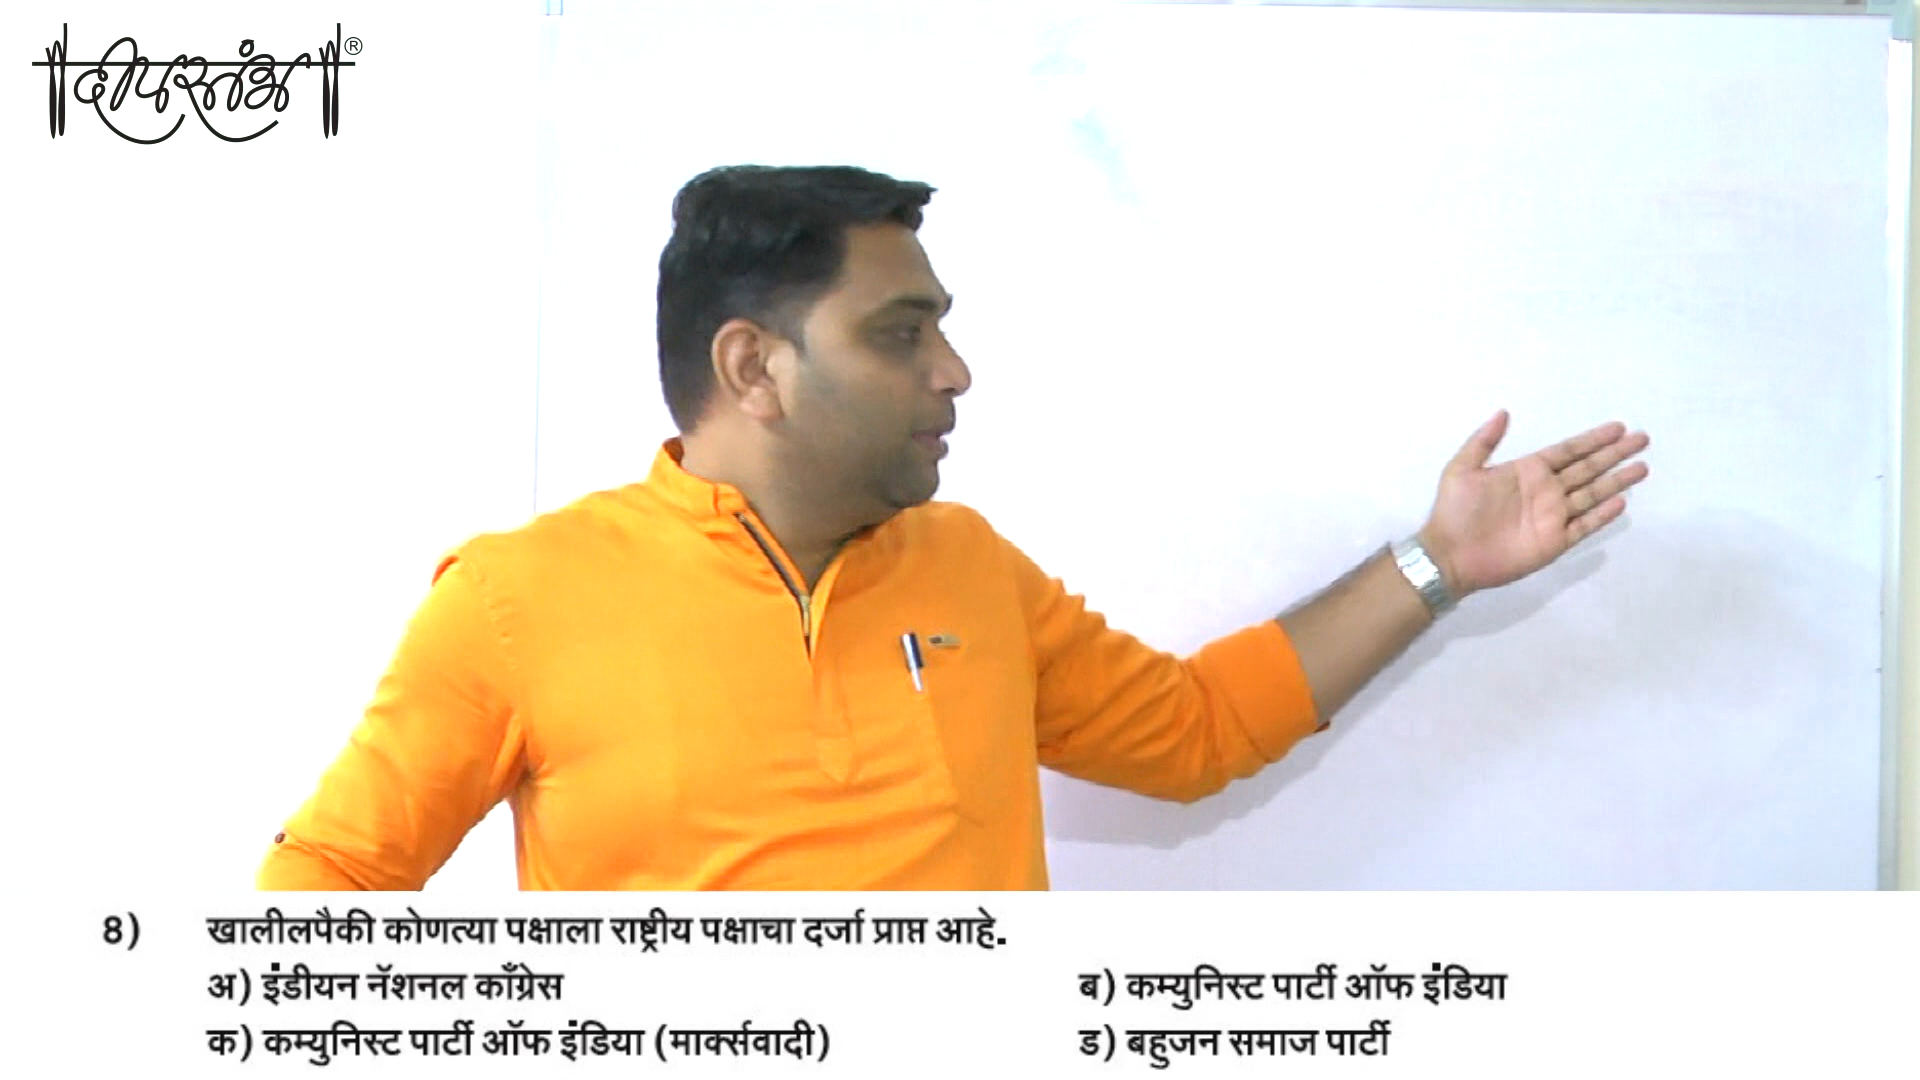 दीपस्तंभ®
8) खालीलपैकी कोणत्या पक्षाला राष्ट्रीय पक्षाचा दर्जा प्राप्त आहे.
अ) इंडीयन नॅशनल काँग्रेस ब) कम्युनिस्ट पार्टी ऑफ इंडिया
क) कम्युनिस्ट पार्टी ऑफ इंडिया (मार्क्सवादी) ड) बहुजन समाज पार्टी